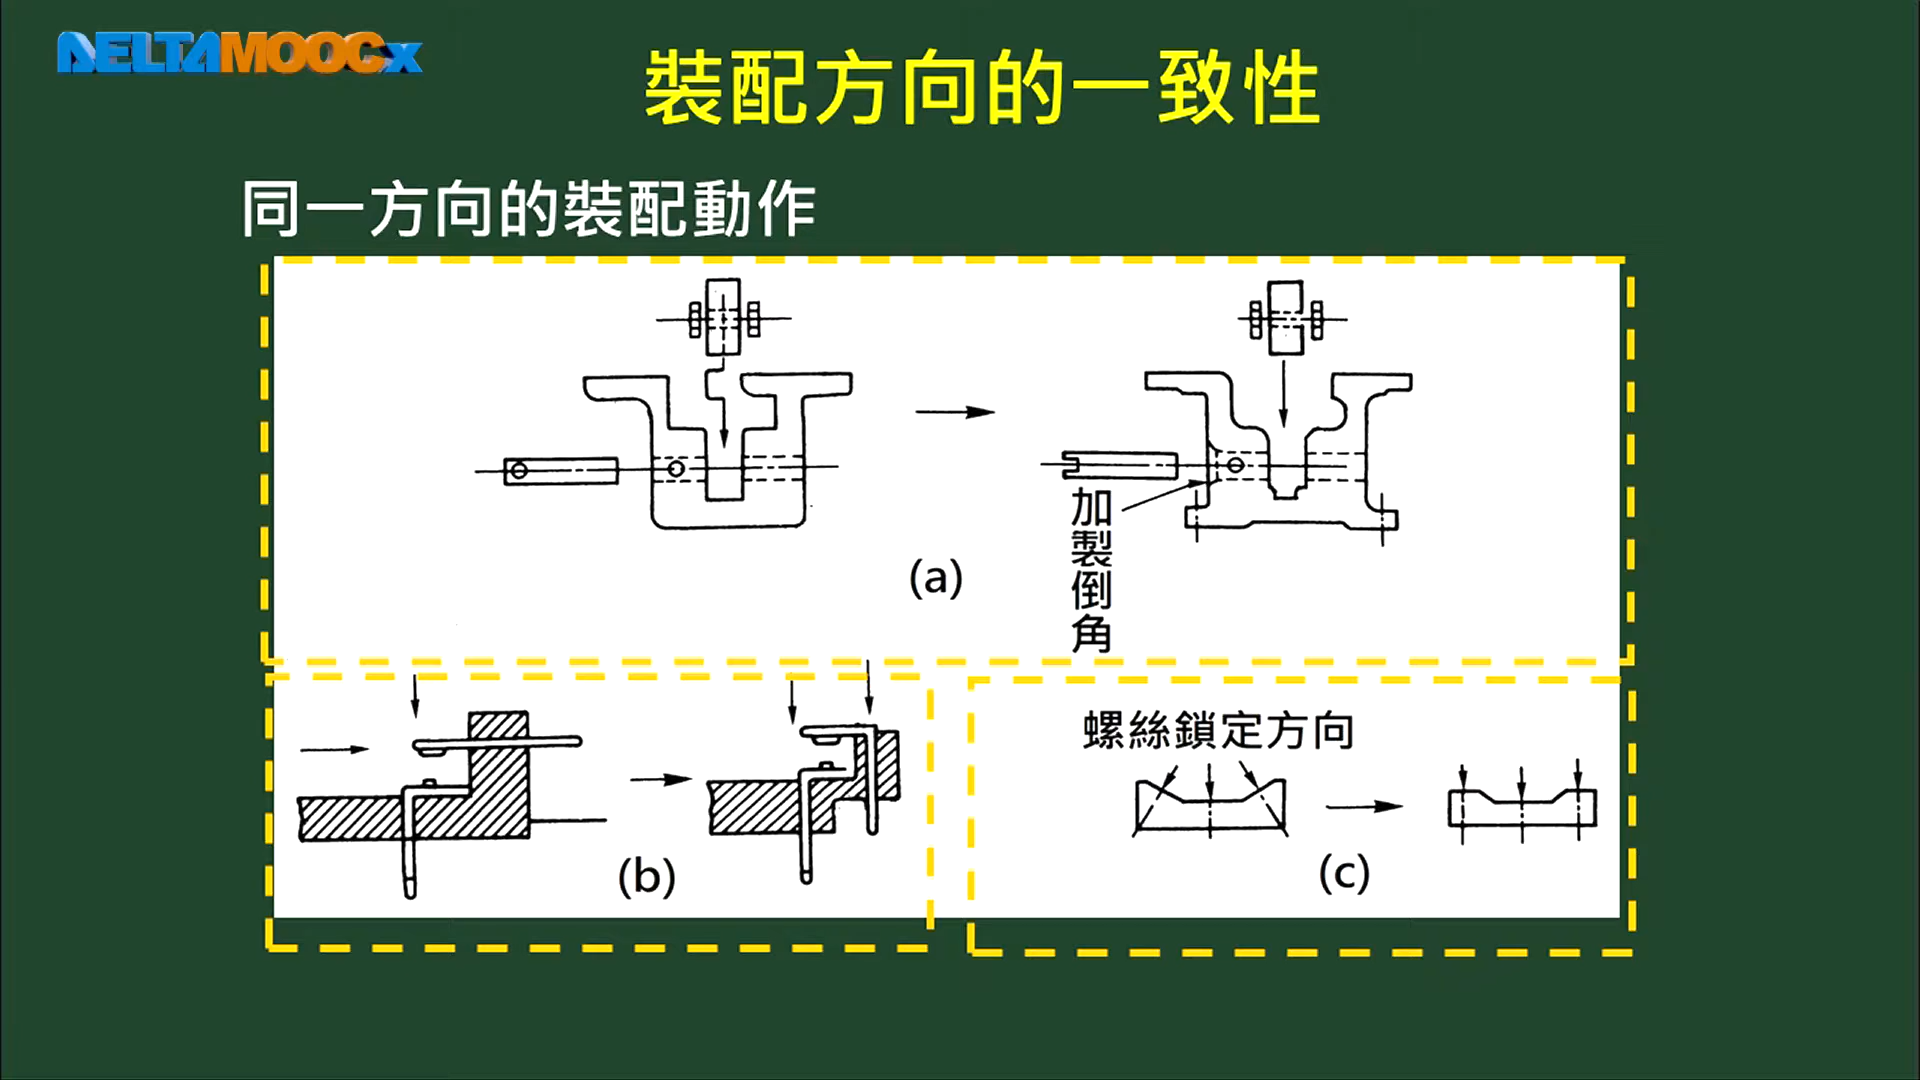 DELTAMOOCx
裝配方向的一致性
同一方向的裝配動作
加製倒角
(a)
螺絲鎖定方向
(b)
(c)